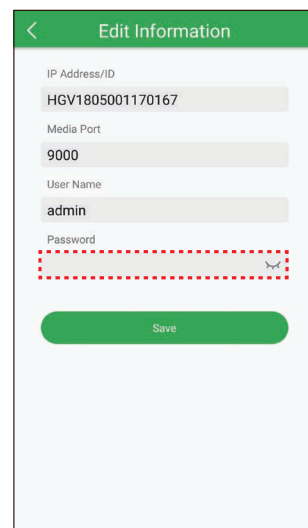 Edit Information
IP Address/ID
HGV1805001170167
Media Port
9000
User Name
admin
Password
Save